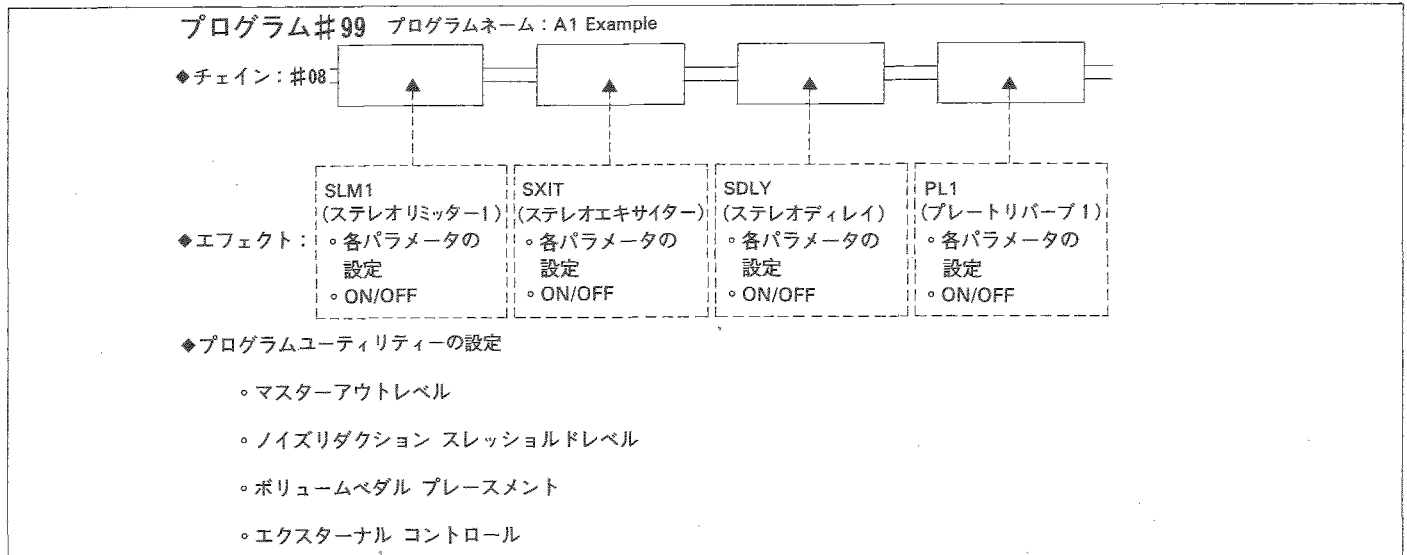 プログラム♯99 プログラムネーム：A1 Example
◆チェイン：♯08
SLM1
(ステレオリミッター1)
。各パラメータの
設定
。ON/OFF
SXIT
(ステレオエキサイター)
。各パラメータの
設定
。ON/OFF
SDLY
(ステレオディレイ)
。各パラメータの
設定
。ON/OFF
PL1
(プレートリバーブ1)
。各パラメータの
設定
。ON/OFF
◆エフェクト：
◆プログラムユーティリティーの設定
。マスターアウトレベル
。ノイズリダクション スレッショルドレベル
。ボリュームペダル プレースメント
。エクスターナル コントロール